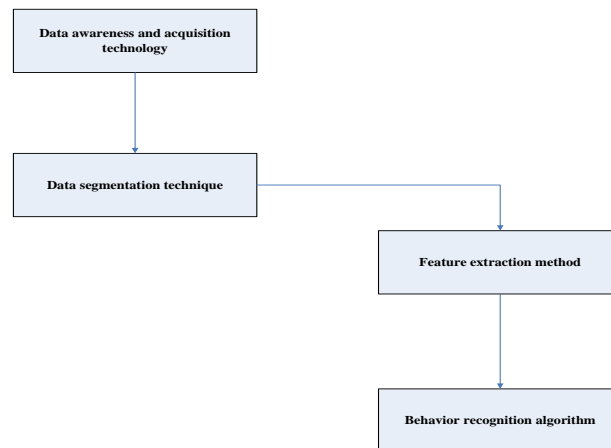 Data awareness and acquisition
technology
Data segmentation technique
Feature extraction method
Behavior recognition algorithm